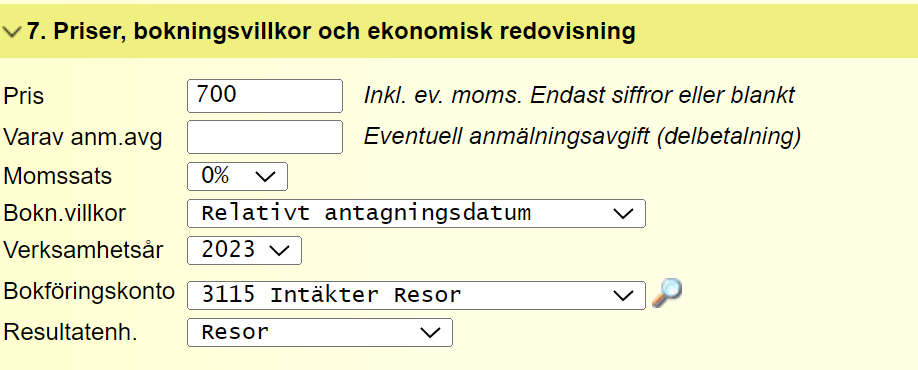 7. Priser, bokningsvillkor och ekonomisk redovisning
Pris 700 Inkl. ev. moms. Endast siffror eller blankt
Varav anm.avg Eventuell anmälningsavgift (delbetalning)
Momssats 0%
Bokn.villkor Relativt antagningsdatum
Verksamhetsår 2023
Bokföringskonto 3115 Intäkter Resor
Resultatenh. Resor